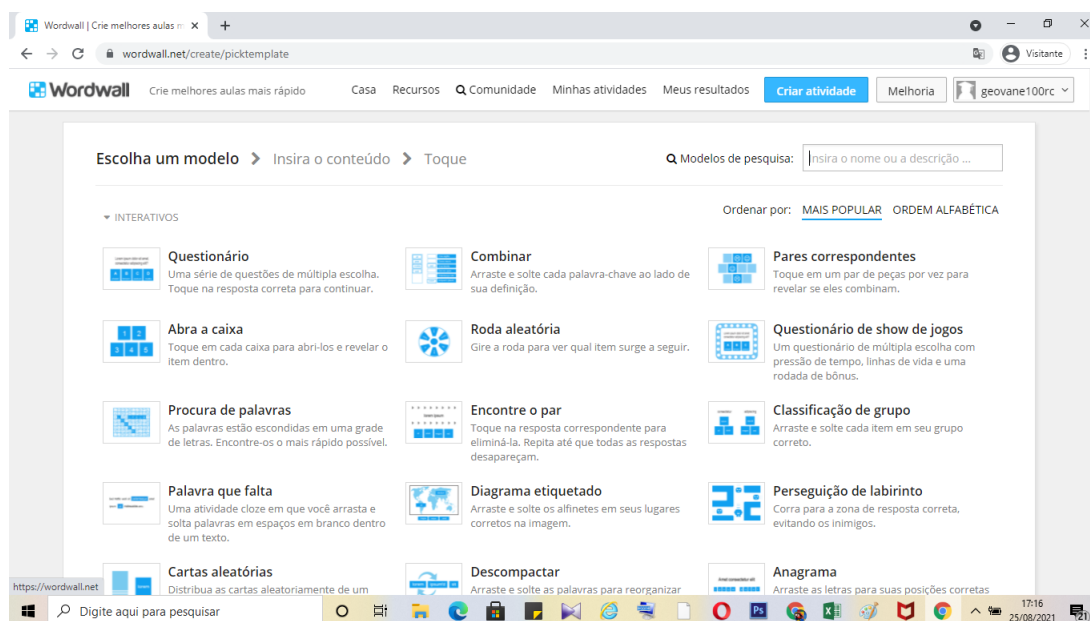 Wordwall | Crie melhores aulas m
wordwall.net/create/picktemplate
Visitante
Wordwall
Crie melhores aulas mais rápido
Casa
Recursos
Comunidade
Minhas atividades
Meus resultados
Criar atividade
Melhoria
geovane100rc
Escolha um modelo
Insira o conteúdo
Toque
Modelos de pesquisa:
Insira o nome ou a descrição ...
INTERATIVOS
Ordenar por:
MAIS POPULAR
ORDEM ALFABÉTICA
Questionário
Uma série de questões de múltipla escolha.
Toque na resposta correta para continuar.
Combinar
Arraste e solte cada palavra-chave ao lado de
sua definição.
Pares correspondentes
Toque em um par de peças por vez para
revelar se eles combinam.
Abra a caixa
Toque em cada caixa para abri-los e revelar o
item dentro.
Roda aleatória
Gire a roda para ver qual item surge a seguir.
Questionário de show de jogos
Um questionário de múltipla escolha com
pressão de tempo, linhas de vida e uma
rodada de bônus.
Procura de palavras
As palavras estão escondidas em uma grade
de letras. Encontre-os o mais rápido possível.
Encontre o par
Toque na resposta correspondente para
eliminá-la. Repita até que todas as respostas
desapareçam.
Classificação de grupo
Arraste e solte cada item em seu grupo
correto.
Palavra que falta
Uma atividade cloze em que você arrasta e
solta palavras em espaços em branco dentro
de um texto.
Diagrama etiquetado
Arraste e solte os alfinetes em seus lugares
corretos na imagem.
Perseguição de labirinto
Corra para a zona de resposta correta,
evitando os inimigos.
Cartas aleatórias
Distribua as cartas aleatoriamente de um
Descompactar
Arraste e solte as palavras para reorganizar
Anagrama
Arraste as letras para suas posições corretas
https://wordwall.net
Digite aqui para pesquisar
17:16
25/08/2021